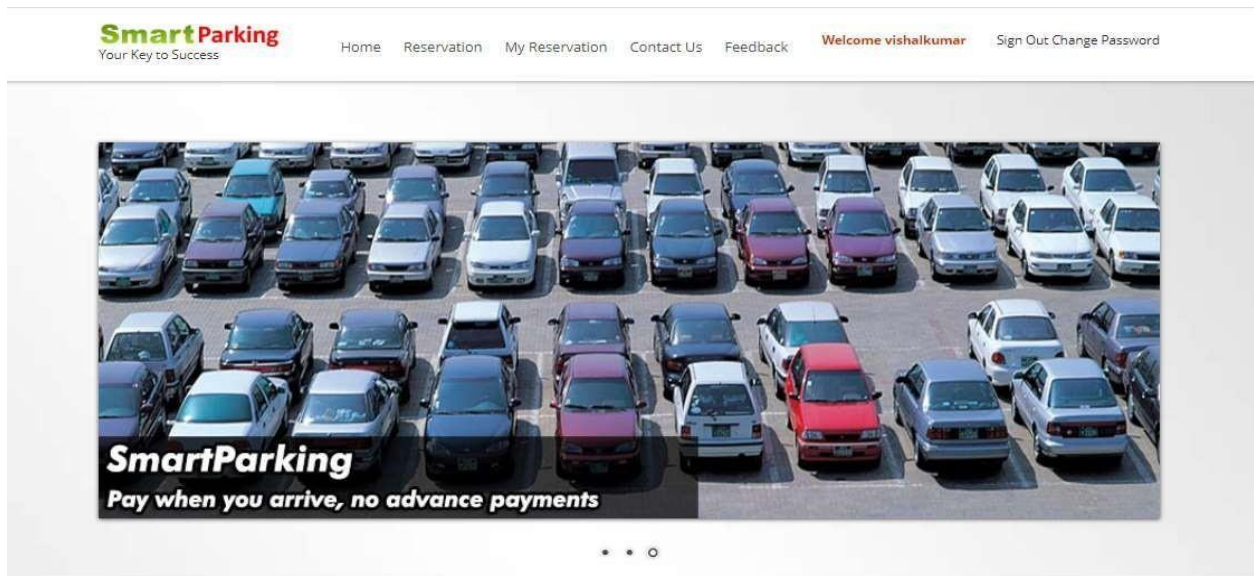 SmartParking
Your Key to Success
Home Reservation My Reservation Contact Us Feedback Welcome vishalkumar Sign Out Change Password
SmartParking
Pay when you arrive, no advance payments